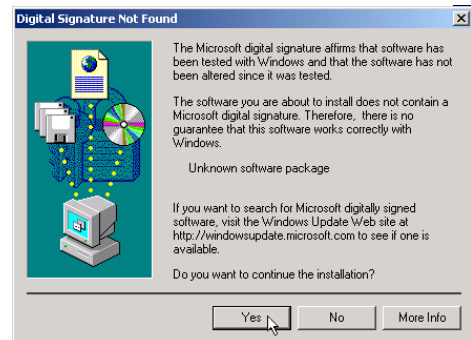 Digital Signature Not Found
The Microsoft digital signature affirms that software has
been tested with Windows and that the software has not
been altered since it was tested.
The software you are about to install does not contain a
Microsoft digital signature. Therefore, there is no
guarantee that this software works correctly with
Windows.
Unknown software package
If you want to search for Microsoft digitally signed
software, visit the Windows Update Web site at
http://windowsupdate.microsoft.com to see if one is
available.
Do you want to continue the installation?
Yes No More Info